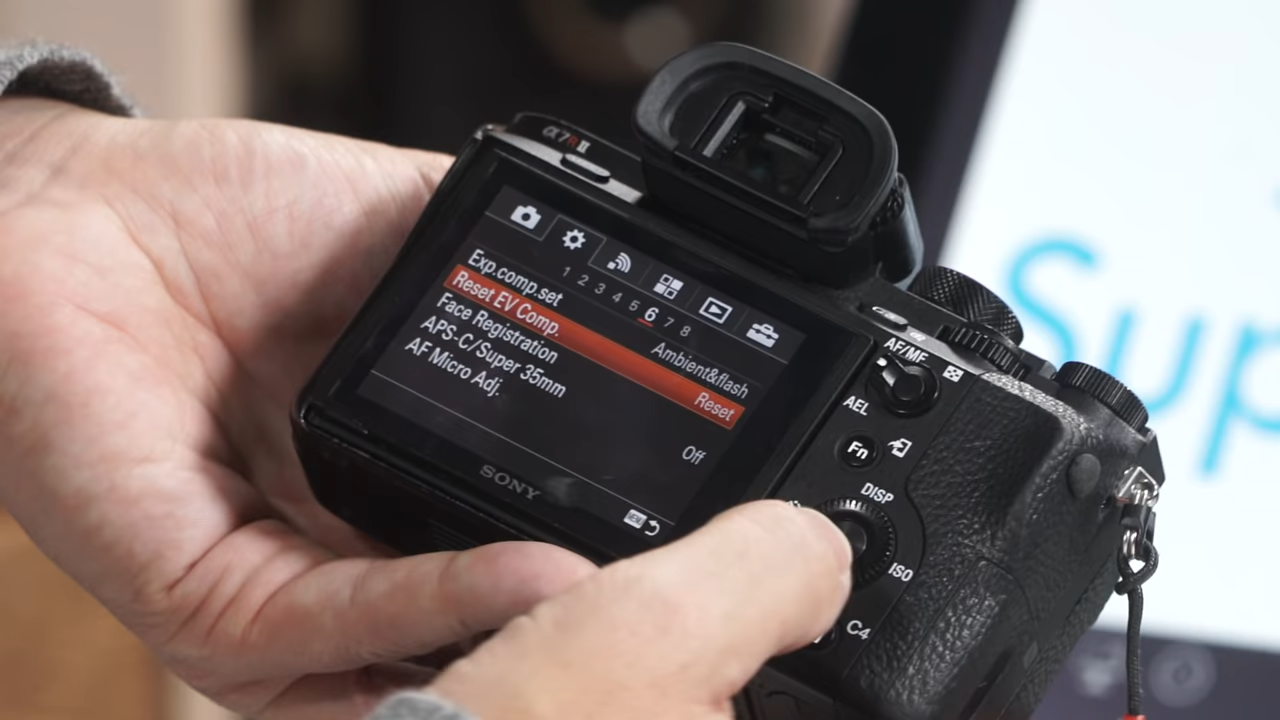 α7RII
1 2 3 4 5 6 7 8
Exp.comp.set Ambient&flash
Reset EV Comp. Reset
Face Registration
APS-C/Super 35mm Off
AF Micro Adj.
MENU
SONY
AF/MF
AEL
Fn
DISP
ISO
C4
Sup